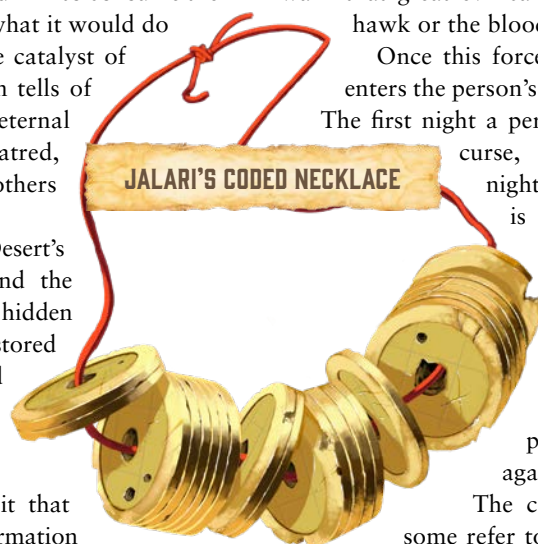 what it would do
catalyst of
tells of
eternal
atred,
others
Desert's
nd the
hidden
stored
it that
rmation
JALARI'S CODED NECKLACE
hawk or the blood
Once this force
enters the person's
The first night a per
curse,
night
is
p
aga
The c
some refer to